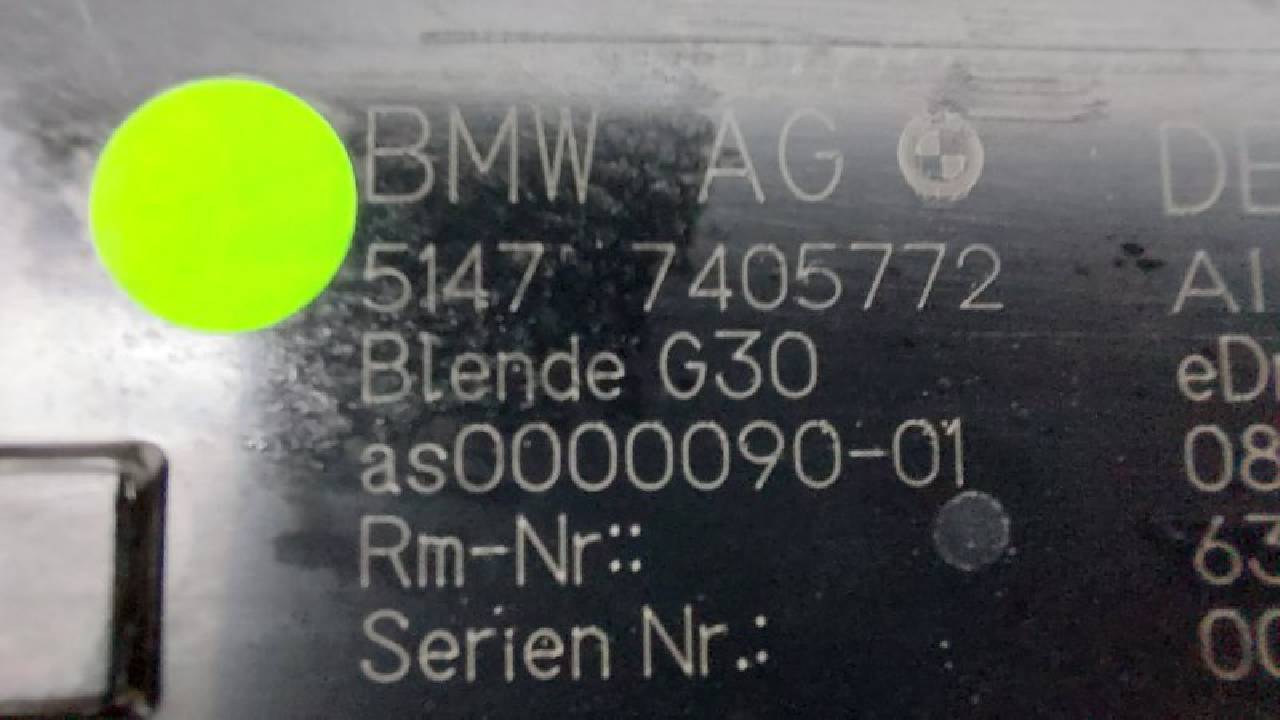 BMW AG
5147 7405772
Blende G30
as0000090-01
Rm-Nr::
Serien Nr.: